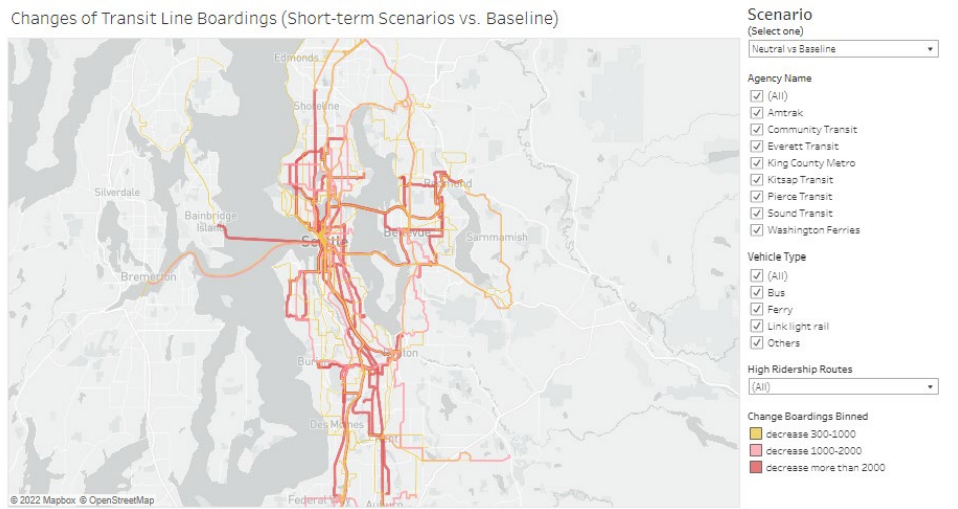 Changes of Transit Line Boardings (Short-term Scenarios vs. Baseline)
Scenario
(Select one)
Neutral vs Baseline
Agency Name
(All)
Amtrak
Community Transit
Everett Transit
King County Metro
Kitsap Transit
Pierce Transit
Sound Transit
Washington Ferries
Vehicle Type
(All)
Bus
Ferry
Link light rail
Others
High Ridership Routes
(All)
Change Boardings Binned
decrease 300-1000
decrease 1000-2000
decrease more than 2000
Edmonds
Shoreline
Silverdale
Redmond
Bainbridge
Island
Seattle
Bellevue
Sammamish
Bremerton
Renton
Des Moines
Kent
Federal Way
Auburn
© 2022 Mapbox © OpenStreetMap